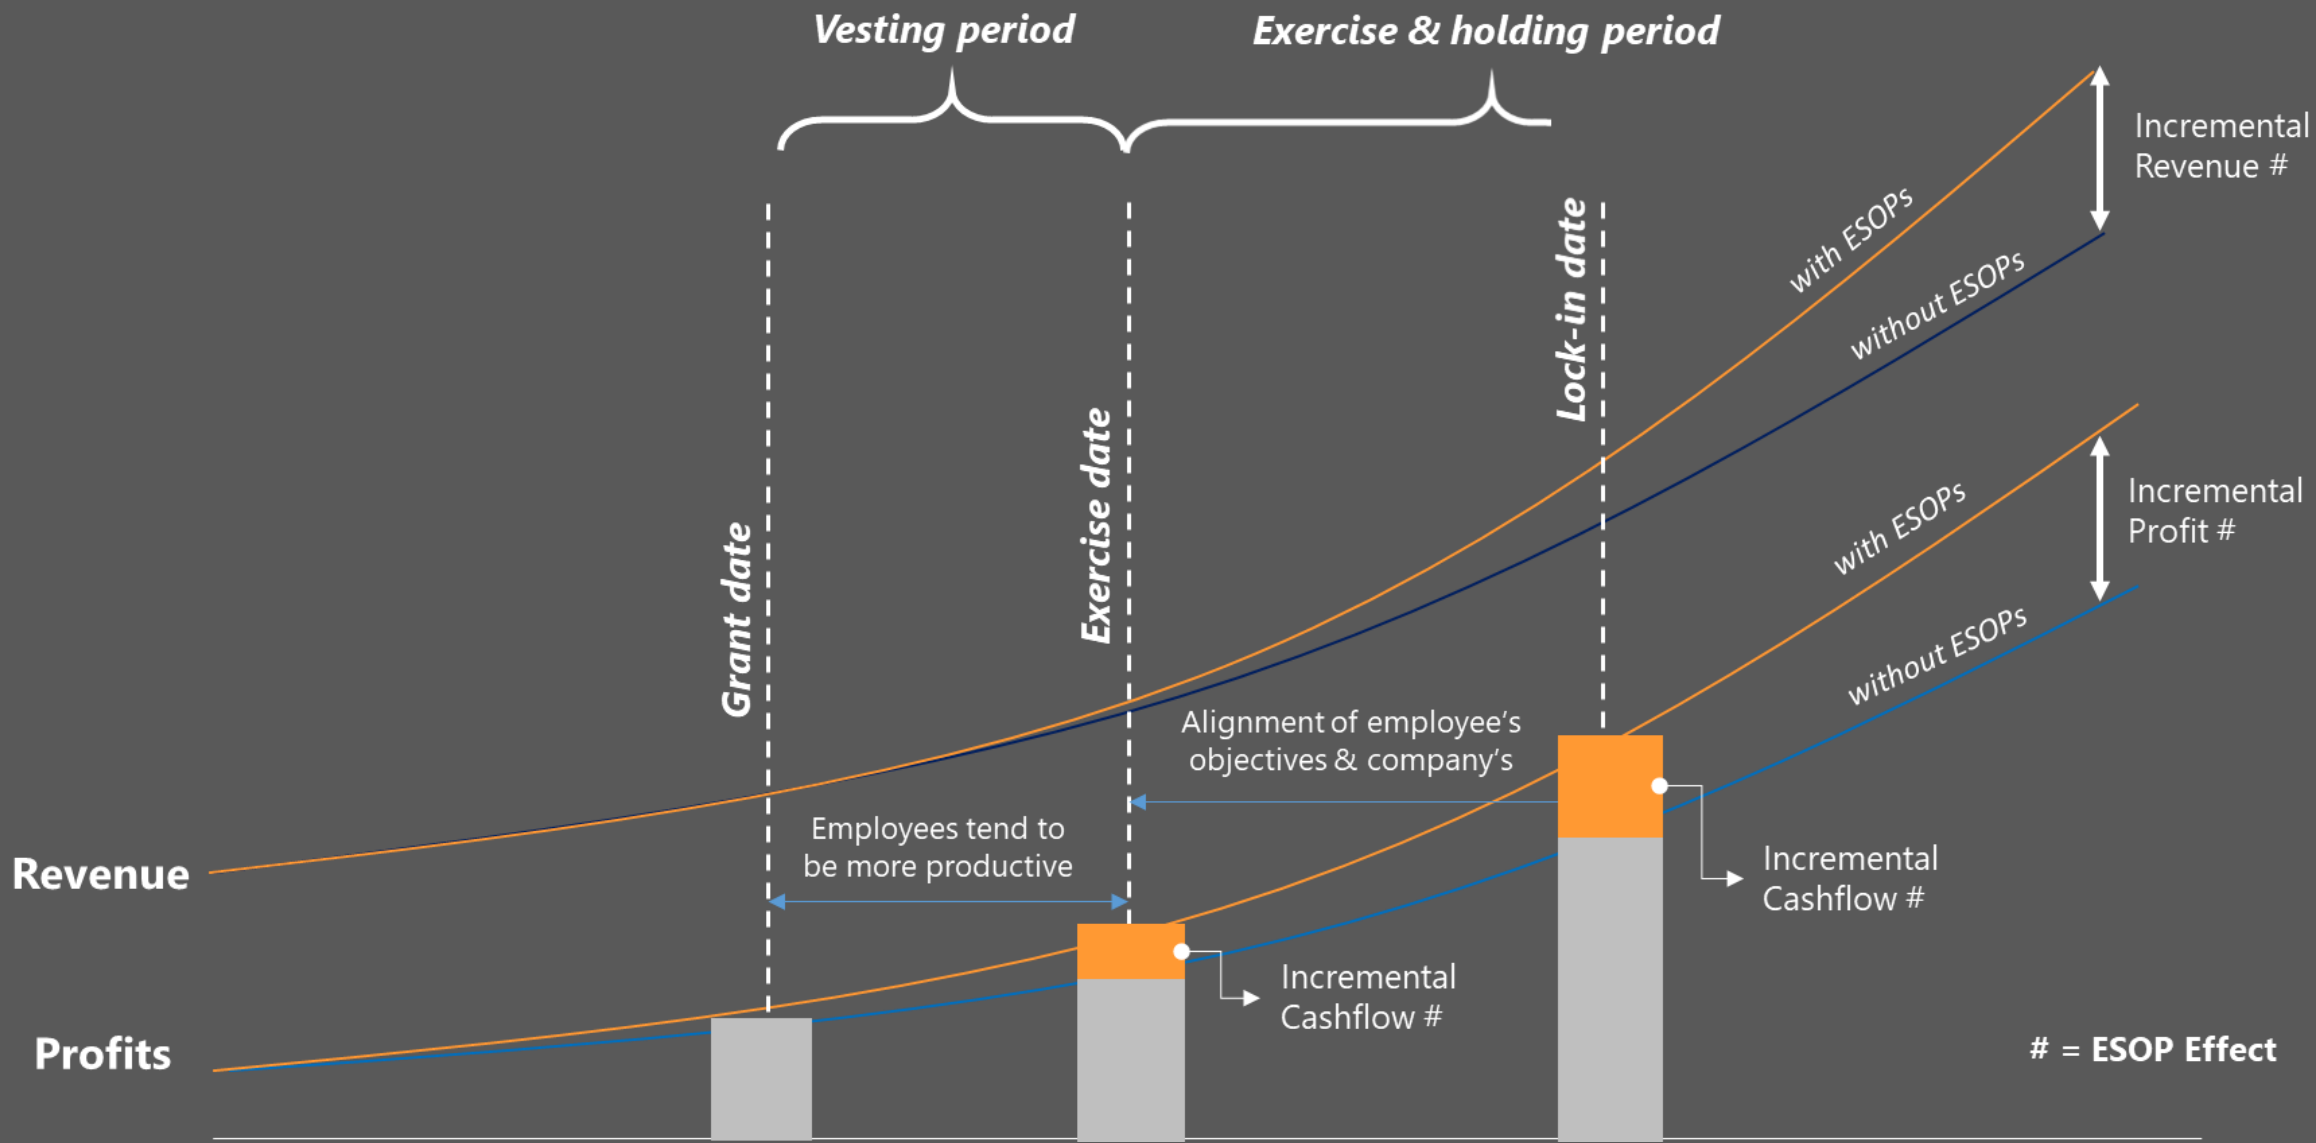 Vesting period
Exercise & holding period
Incremental
Revenue #
with ESOPs
without ESOPs
Lock-in date
Exercise date
Grant date
with ESOPs
Incremental
Profit #
without ESOPs
Alignment of employee's
objectives & company's
Employees tend to
be more productive
Revenue
Incremental
Cashflow #
Incremental
Cashflow #
Profits
# = ESOP Effect